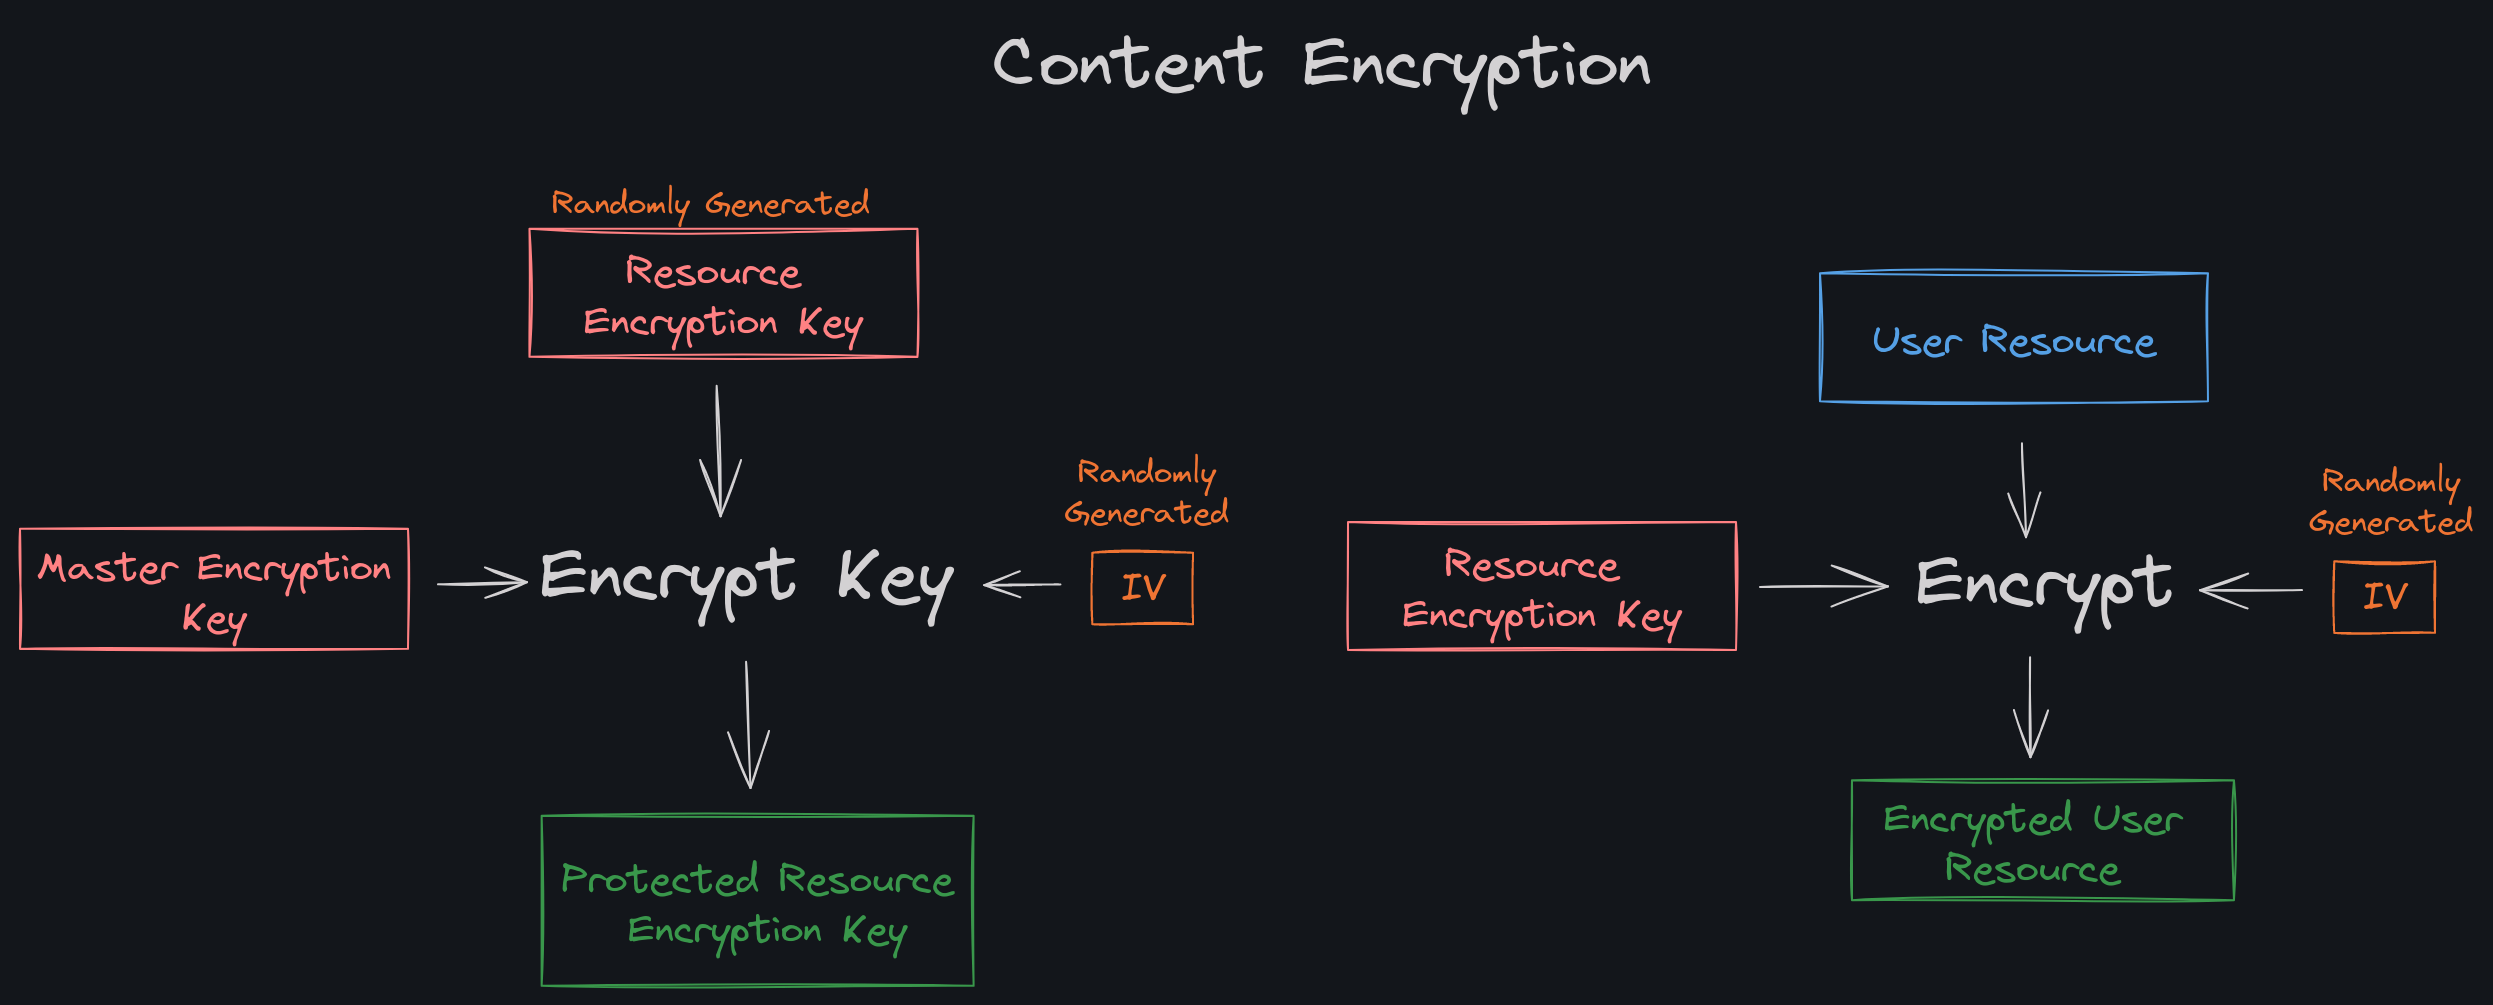 Content Encryption
Randomly Generated
Resource
Encryption Key
Master Encryption
Key
Encrypt Key
Randomly
Generated
IV
Protected Resource
Encryption Key
User Resource
Resource
Encryption Key
Encrypt
Randomly
Generated
IV
Encrypted User
Resource